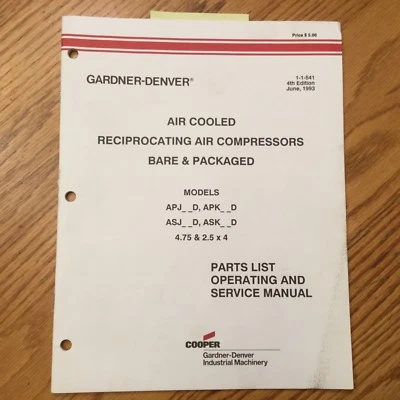 Price $ 5.00
GARDNER-DENVER®
1-1-641
4th Edition
June, 1993
AIR COOLED
RECIPROCATING AIR COMPRESSORS
BARE & PACKAGED
MODELS
APJ_ _D, APK_ _D
ASJ_ _D, ASK_ _D
4.75 & 2.5 x 4
PARTS LIST
OPERATING AND
SERVICE MANUAL
COOPER
Gardner-Denver
Industrial Machinery